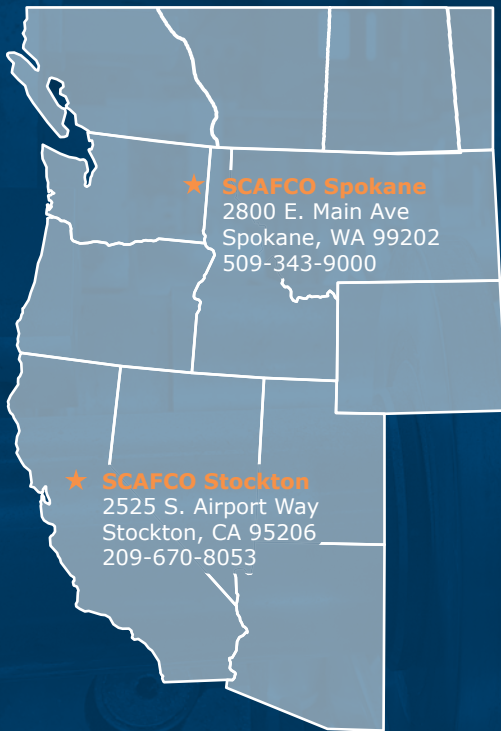 SCAFCO Spokane
2800 E. Main Ave
Spokane, WA 99202
509-343-9000
SCAFCO Stockton
2525 S. Airport Way
Stockton, CA 95206
209-670-8053